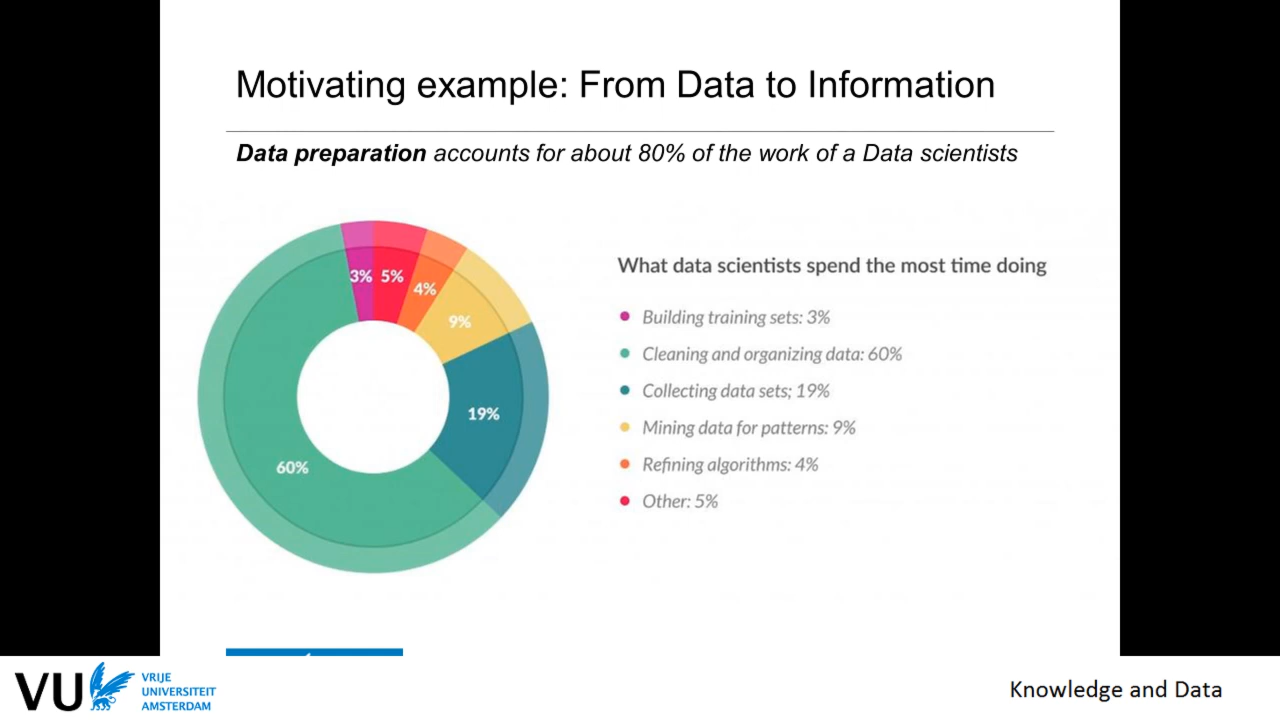 Motivating example: From Data to Information
Data preparation accounts for about 80% of the work of a Data scientists
3%
5%
4%
9%
19%
60%
What data scientists spend the most time doing
Building training sets: 3%
Cleaning and organizing data: 60%
Collecting data sets; 19%
Mining data for patterns: 9%
Refining algorithms: 4%
Other: 5%
VU
VRIJE
UNIVERSITEIT
AMSTERDAM
Knowledge and Data